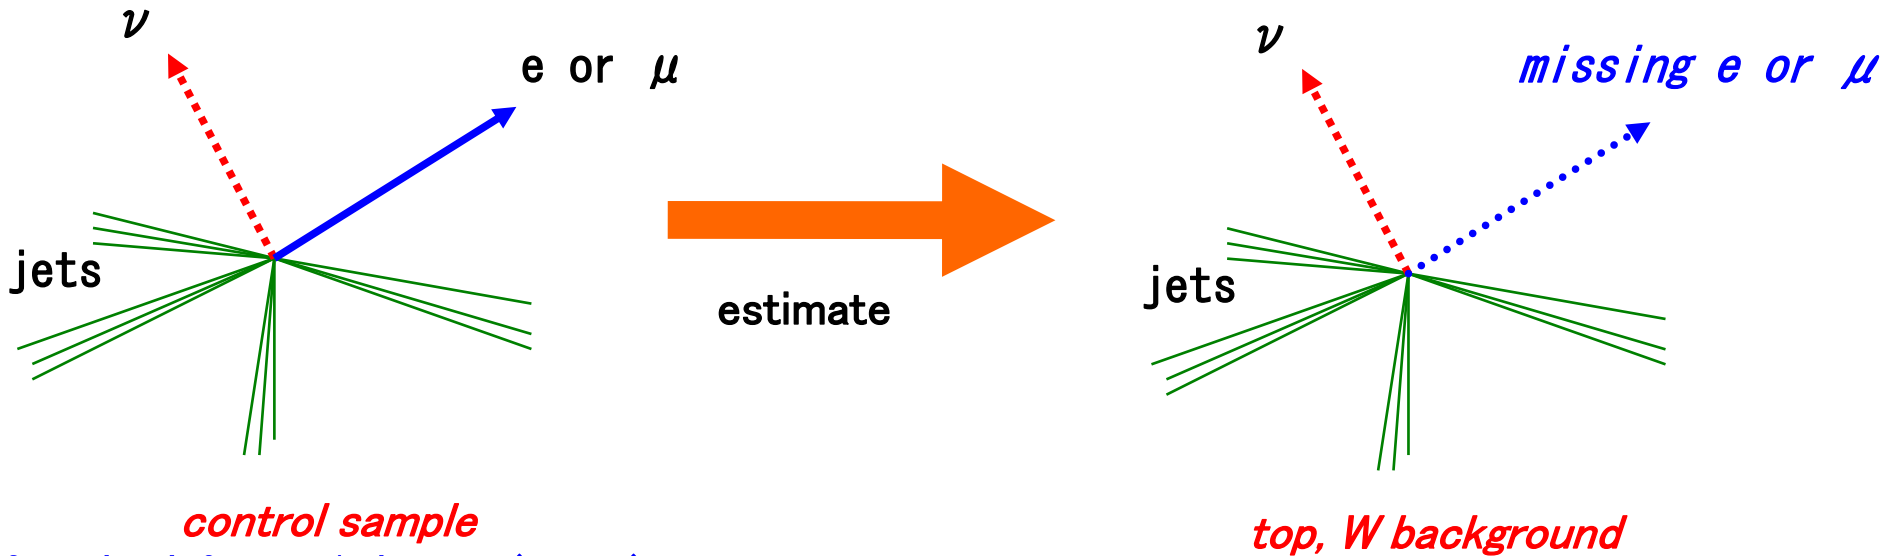 ν
e or μ
jets
estimate
control sample
ν
missing e or μ
jets
top, W background